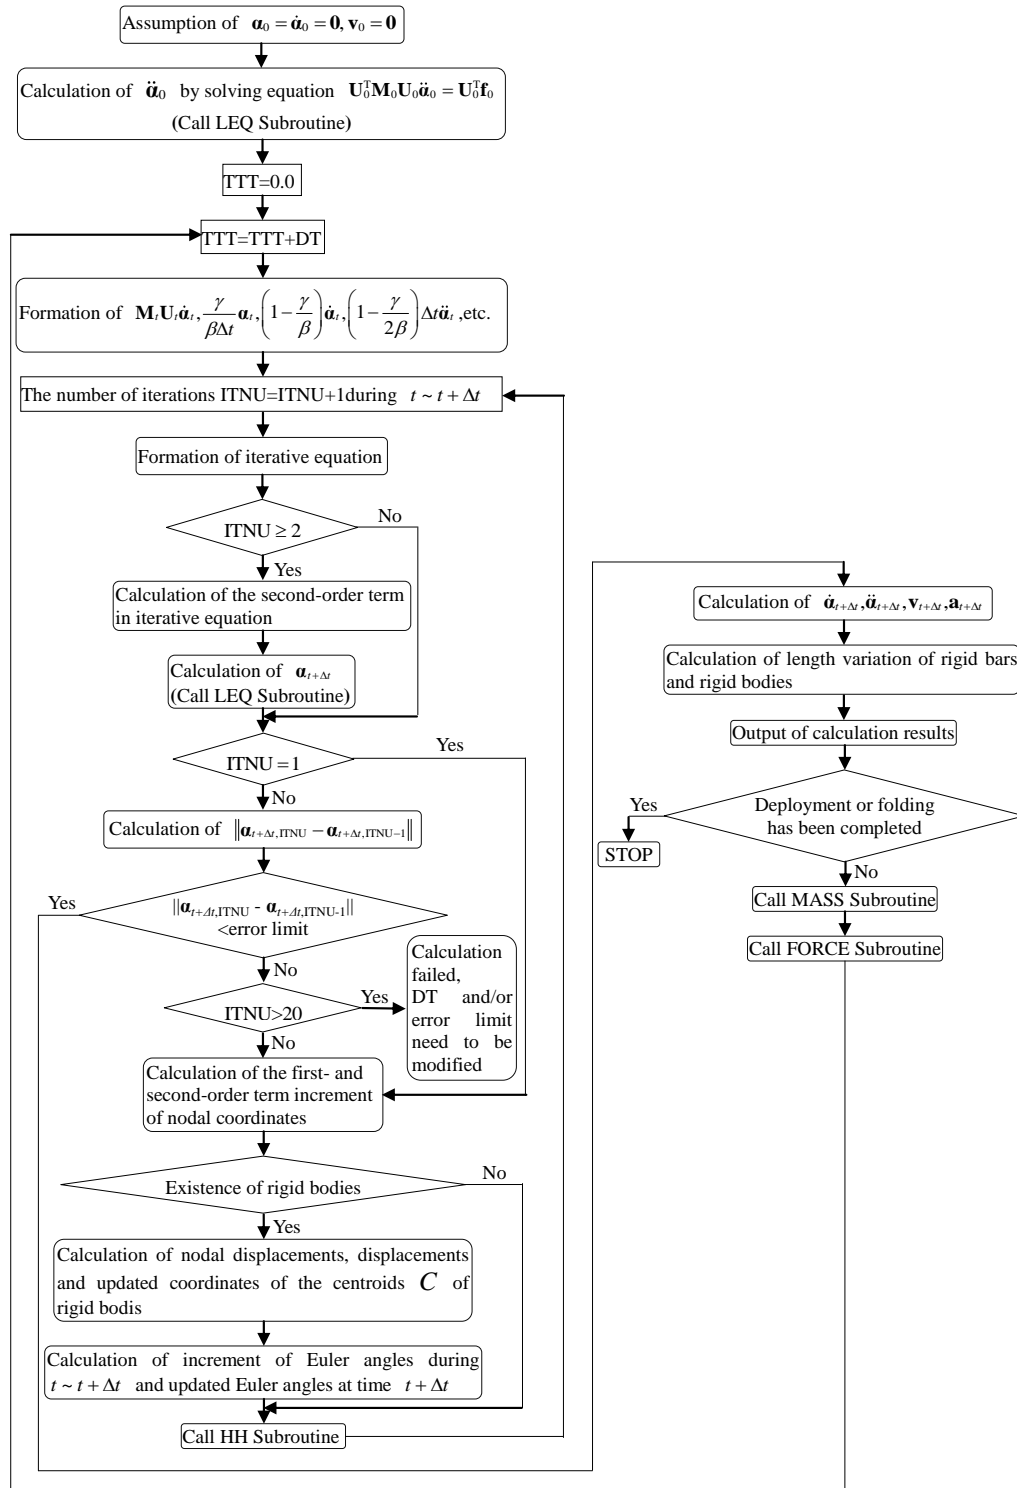 Assumption of α₀ = α̇₀ = 0, v₀ = 0
Calculation of α̈₀ by solving equation U₀ᵀM₀U₀α̈₀ = U₀ᵀf₀
(Call LEQ Subroutine)
TTT=0.0
TTT=TTT+DT
Formation of MₜUₜα̇ₜ, γ/(βΔt) αₜ, (1 − γ/β) α̇ₜ, (1 − γ/(2β)) Δtα̈ₜ ,etc.
The number of iterions ITNU=ITNU+1during t ~ t + Δt
Formation of iterative equation
ITNU ≥ 2
No
Yes
Calculation of the second-order term
in iterative equation
Calculation of α_{t+Δt}
(Call LEQ Subroutine)
ITNU = 1
Yes
No
Calculation of ||α_{t+Δt,ITNU} − α_{t+Δt,ITNU−1}||
||α_{t+Δt,ITNU} - α_{t+Δt,ITNU-1}||
<error limit
Yes
No
ITNU>20
Yes
Calculation
failed,
DT and/or
error limit
need to be
modified
No
Calculation of the first- and
second-order term increment
of nodal coordinates
Existence of rigid bodies
No
Yes
Calculation of nodal displacements, displacements
and updated coordinates of the centroids C of
rigid bodis
Calculation of increment of Euler angles during
t ~ t + Δt and updated Euler angles at time t + Δt
Call HH Subroutine
Calculation of α̇_{t+Δt}, α̈_{t+Δt}, v_{t+Δt}, a_{t+Δt}
Calculation of length variation of rigid bars
and rigid bodies
Output of calculation results
Deployment or folding
has been completed
Yes
STOP
No
Call MASS Subroutine
Call FORCE Subroutine